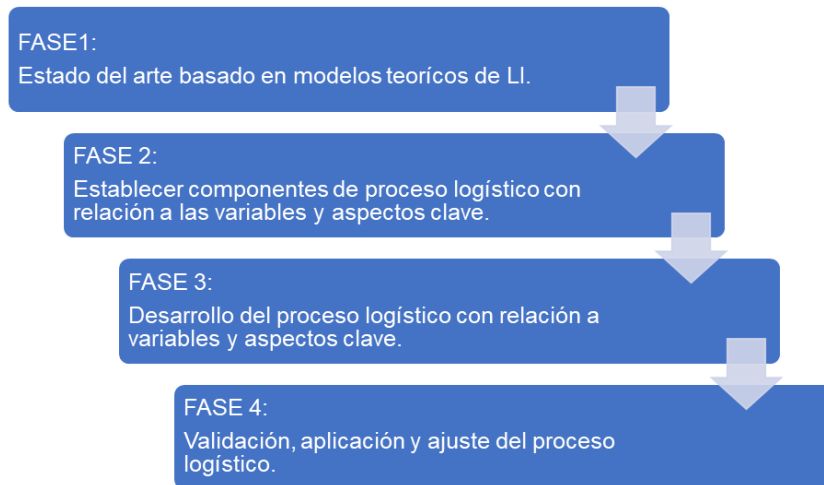 FASE1:
Estado del arte basado en modelos teorícos de LI.
FASE 2:
Establecer componentes de proceso logístico con
relación a las variables y aspectos clave.
FASE 3:
Desarrollo del proceso logístico con relación a
variables y aspectos clave.
FASE 4:
Validación, aplicación y ajuste del proceso
logístico.